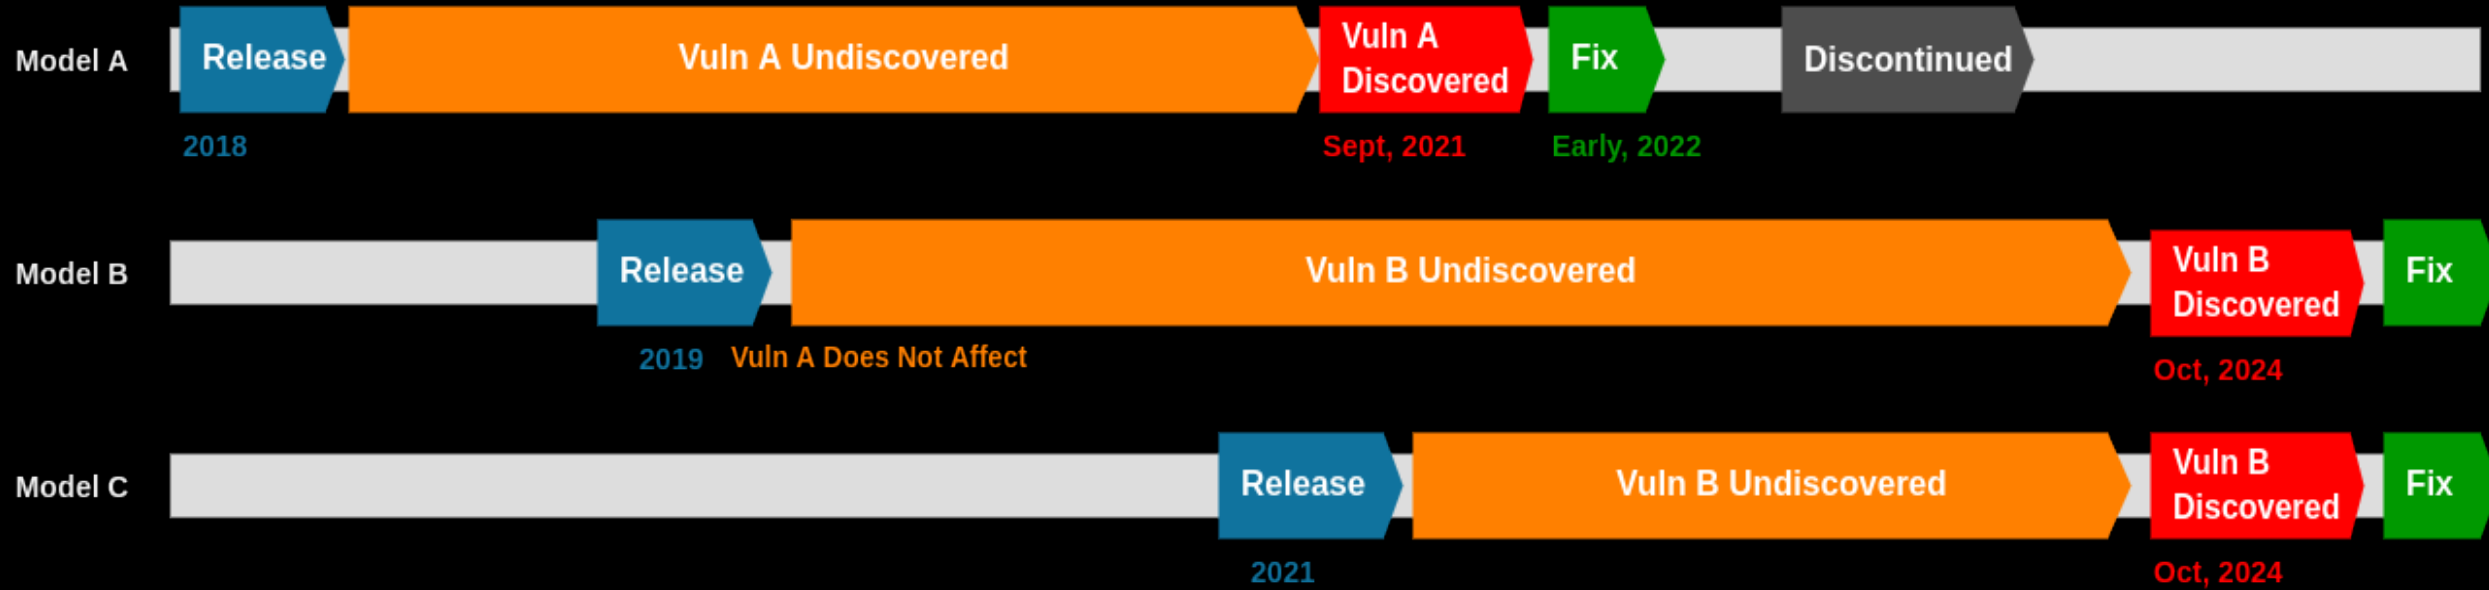 Model A
Release
Vuln A Undiscovered
Vuln A
Discovered
Fix
Discontinued
2018
Sept, 2021
Early, 2022
Model B
Release
Vuln B Undiscovered
Vuln B
Discovered
Fix
2019
Vuln A Does Not Affect
Oct, 2024
Model C
Release
Vuln B Undiscovered
Vuln B
Discovered
Fix
2021
Oct, 2024